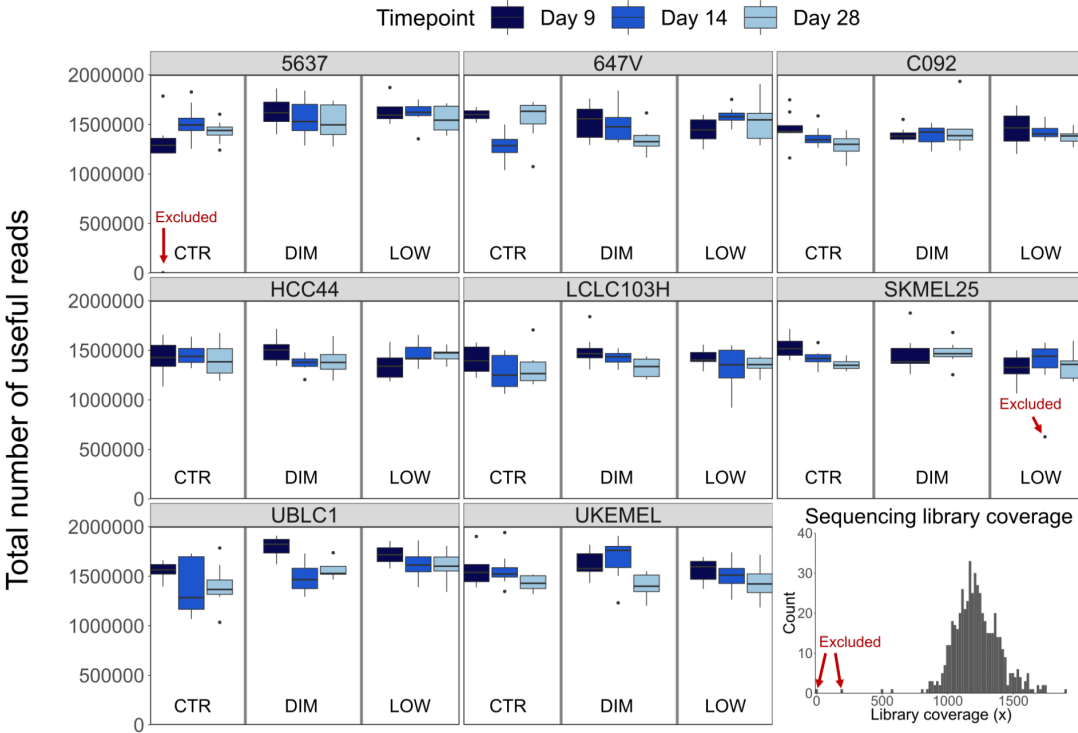 Timepoint Day 9 Day 14 Day 28
Total number of useful reads
5637 647V C092
2000000
1500000
1000000
500000
0
Excluded
CTR DIM LOW CTR DIM LOW CTR DIM LOW
HCC44 LCLC103H SKMEL25
2000000
1500000
1000000
500000
0
Excluded
CTR DIM LOW CTR DIM LOW CTR DIM LOW
UBLC1 UKEMEL
2000000
1500000
1000000
500000
0
CTR DIM LOW CTR DIM LOW
Sequencing library coverage
40
30
20
10
0
Count
Excluded
0 500 1000 1500
Library coverage (x)